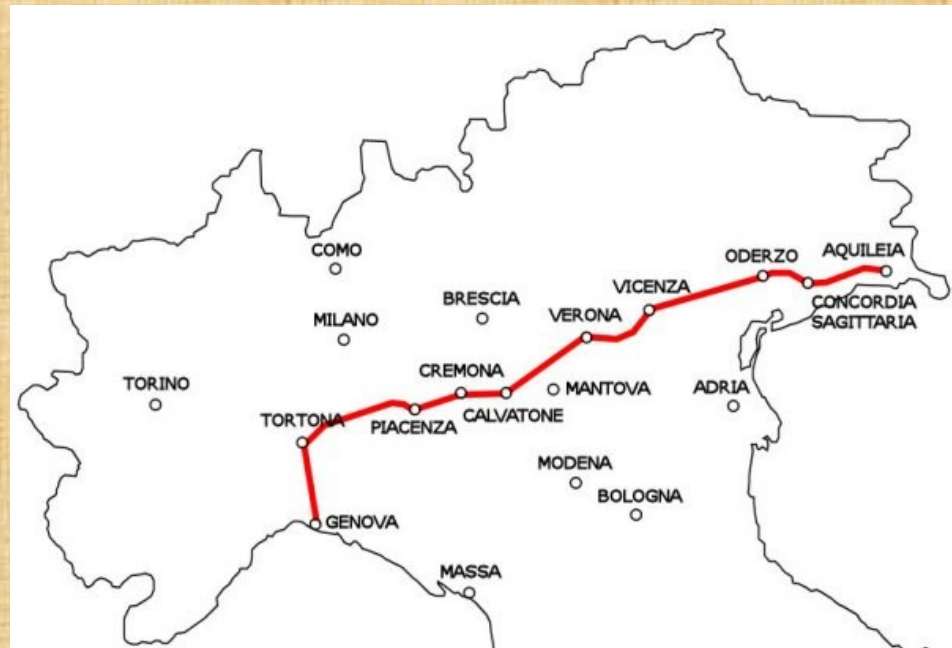 COMO
MILANO
BRESCIA
TORINO
CREMONA
TORTONA
PIACENZA
CALVATONE
GENOVA
VERONA
VICENZA
MANTOVA
ODERZO
AQUILEIA
CONCORDIA
SAGITTARIA
ADRIA
MODENA
BOLOGNA
MASSA